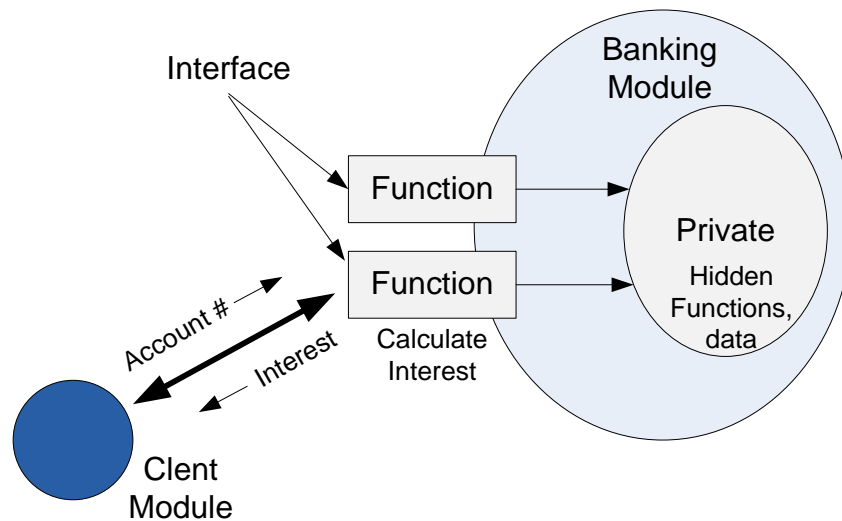 Interface
Banking
Module
Function
Function
Private
Hidden
Functions,
data
Account #
Interest
Calculate
Interest
Clent
Module